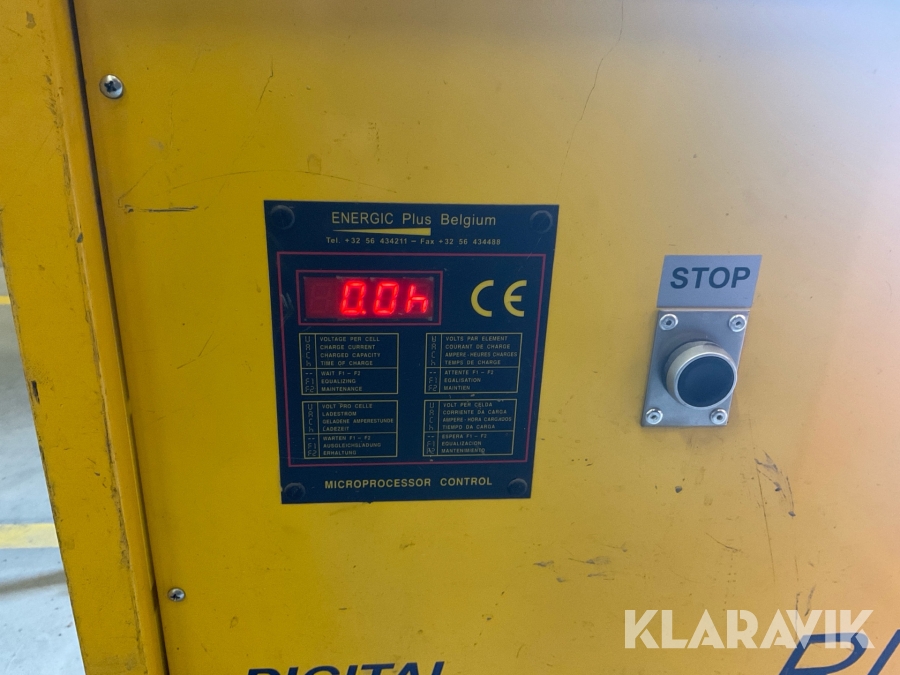 KLARAVIK
ENERGIC Plus Belgium
Tel. +32 56 434211 – Fax +32 56 434488
0.0h
CE
U VOLTAGE PER CELL
A CHARGE CURRENT
C CHARGED CAPACITY
h TIME OF CHARGE
-- WAIT F1 – F2
F1 EQUALIZING
F2 MAINTENANCE
U VOLTS PAR ELEMENT
A COURANT DE CHARGE
C AMPERE-HEURES CHARGES
h TEMPS DE CHARGE
-- ATTENTE F1 – F2
F1 EGALISATION
F2 MAINTIEN
U VOLT PRO CELLE
A LADESTROM
C GELADENE AMPERESTUNDE
h LADEZEIT
-- WARTEN F1 – F2
F1 AUSGLEICHSLADUNG
F2 ERHALTUNG
U VOLT PER CELDA
A CORRIENTE DA CARGA
C AMPERE-HORA CARGADOS
h TIEMPO DA CARGA
-- ESPERA F1 – F2
F1 EQUALIZACION
F2 MANTENIMIENTO
MICROPROCESSOR CONTROL
STOP
DIGITAL
KLARAVIK